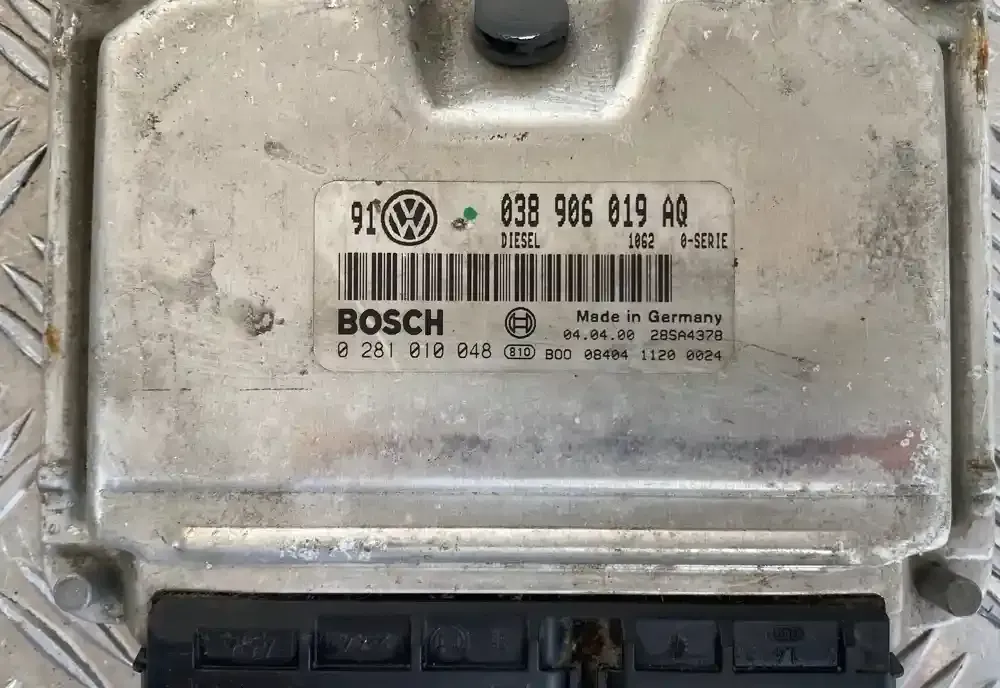 91 VW 038 906 019 AQ
DIESEL 1062 0-SERIE
BOSCH Made in Germany
04.04.00 28SA4378
0 281 010 048 810 B00 08404 1120 0024